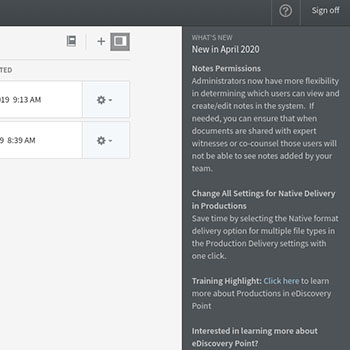 Sign off
WHAT'S NEW
New in April 2020
TED
Notes Permissions
Administrators now have more flexibility
in determining which users can view and
create/edit notes in the system. If
needed, you can ensure that when
documents are shared with expert
witnesses or co-counsel those users will
not be able to see notes added by your
team.
019 9:13 AM
9 8:39 AM
Change All Settings for Native Delivery
in Productions
Save time by selecting the Native format
delivery option for multiple file types in
the Production Delivery settings with
one click.
Training Highlight: Click here to learn
more about Productions in eDiscovery
Point
Interested in learning more about
eDiscovery Point?